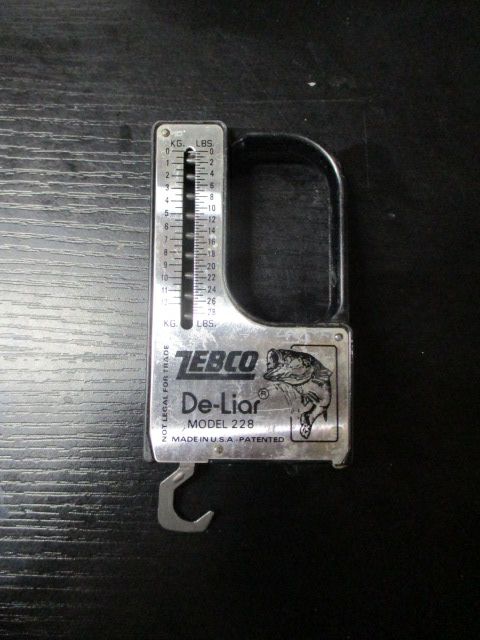 KG. LBS.
0 0
1 2
2 4
3 6
4 8
5 10
6 12
14
7 16
8 18
9 20
10 22
11 24
12 26
28
KG. LBS.
NOT LEGAL FOR TRADE
ZEBCO
De-Liar®
MODEL 228
MADE IN U.S.A.-PATENTED